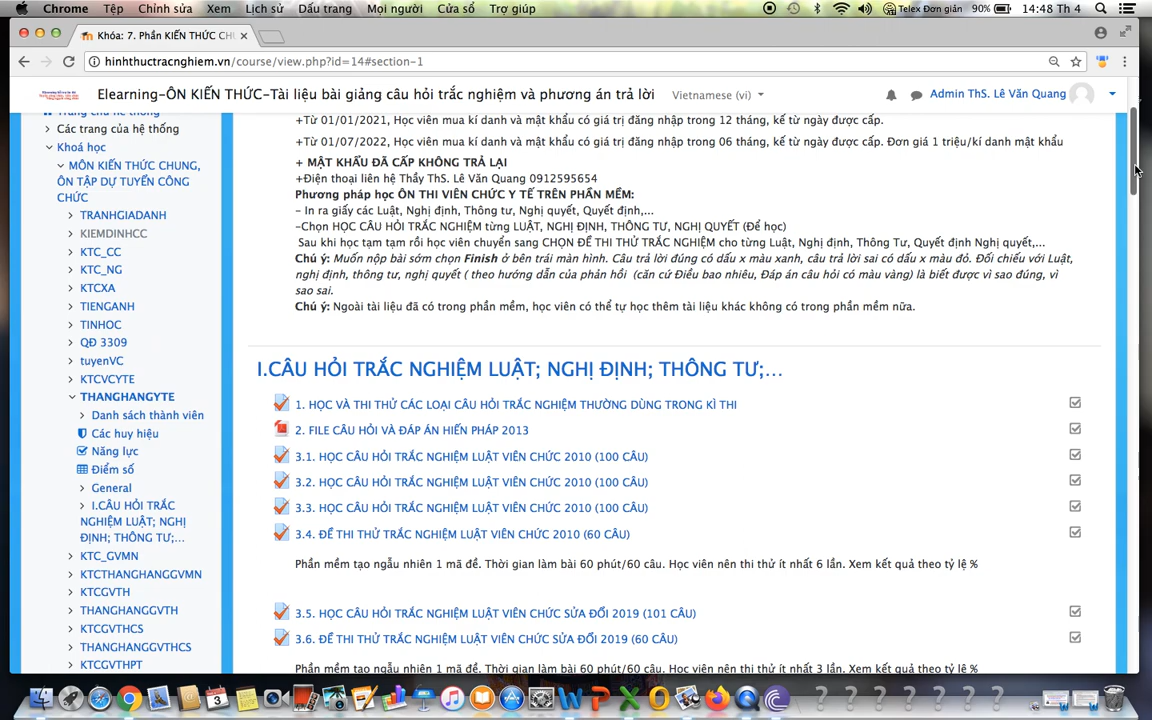 Chrome Tệp Chỉnh sửa Xem Lịch sử Dấu trang Mọi người Cửa sổ Trợ giúp Telex Đơn giản 90% 14:48 Th 4
Khóa: 7. Phần KIẾN THỨC CHU
hinhthuctracnghiem.vn/course/view.php?id=14#section-1
Elearning-ÔN KIẾN THỨC-Tài liệu bài giảng câu hỏi trắc nghiệm và phương án trả lời Vietnamese (vi) Admin ThS. Lê Văn Quang
Trang chủ hệ thống
Các trang của hệ thống
Khoá học
MÔN KIẾN THỨC CHUNG,
ÔN TẬP DỰ TUYỂN CÔNG
CHỨC
TRANHGIADANH
KIEMDINHCC
KTC_CC
KTC_NG
KTCXA
TIENGANH
TINHOC
QĐ 3309
tuyenVC
KTCVCYTE
THANGHANGYTE
Danh sách thành viên
Các huy hiệu
Năng lực
Điểm số
General
I.CÂU HỎI TRẮC
NGHIỆM LUẬT; NGHỊ
ĐỊNH; THÔNG TƯ;...
KTC_GVMN
KTCTHANGHANGGVMN
KTCGVTH
THANGHANGGVTH
KTCGVTHCS
THANGHANGGVTHCS
KTCGVTHPT
+Từ 01/01/2021, Học viên mua kí danh và mật khẩu có giá trị đăng nhập trong 12 tháng, kể từ ngày được cấp.
+Từ 01/07/2022, Học viên mua kí danh và mật khẩu có giá trị đăng nhập trong 06 tháng, kể từ ngày được cấp. Đơn giá 1 triệu/kí danh mật khẩu
+ MẬT KHẨU ĐÃ CẤP KHÔNG TRẢ LẠI
+Điện thoại liên hệ Thầy ThS. Lê Văn Quang 0912595654
Phương pháp học ÔN THI VIÊN CHỨC Y TẾ TRÊN PHẦN MỀM:
- In ra giấy các Luật, Nghị định, Thông tư, Nghị quyết, Quyết định,...
-Chọn HỌC CÂU HỎI TRẮC NGHIỆM từng LUẬT, NGHỊ ĐỊNH, THÔNG TƯ, NGHỊ QUYẾT (Để học)
Sau khi học tạm tạm rồi học viên chuyển sang CHỌN ĐỀ THI THỬ TRẮC NGHIỆM cho từng Luật, Nghị định, Thông Tư, Quyết định Nghị quyết,...
Chú ý: Muốn nộp bài sớm chọn Finish ở bên trái màn hình. Câu trả lời đúng có dấu x màu xanh, câu trả lời sai có dấu x màu đỏ. Đối chiếu với Luật,
nghị định, thông tư, nghị quyết ( theo hướng dẫn của phản hồi (căn cứ Điều bao nhiêu, Đáp án câu hỏi có màu vàng) là biết được vì sao đúng, vì
sao sai.
Chú ý: Ngoài tài liệu đã có trong phần mềm, học viên có thể tự học thêm tài liệu khác không có trong phần mềm nữa.
I.CÂU HỎI TRẮC NGHIỆM LUẬT; NGHỊ ĐỊNH; THÔNG TƯ;...
1. HỌC VÀ THI THỬ CÁC LOẠI CÂU HỎI TRẮC NGHIỆM THƯỜNG DÙNG TRONG KÌ THI
2. FILE CÂU HỎI VÀ ĐÁP ÁN HIẾN PHÁP 2013
3.1. HỌC CÂU HỎI TRẮC NGHIỆM LUẬT VIÊN CHỨC 2010 (100 CÂU)
3.2. HỌC CÂU HỎI TRẮC NGHIỆM LUẬT VIÊN CHỨC 2010 (100 CÂU)
3.3. HỌC CÂU HỎI TRẮC NGHIỆM LUẬT VIÊN CHỨC 2010 (100 CÂU)
3.4. ĐỀ THI THỬ TRẮC NGHIỆM LUẬT VIÊN CHỨC 2010 (60 CÂU)
Phần mềm tạo ngẫu nhiên 1 mã đề. Thời gian làm bài 60 phút/60 câu. Học viên nên thi thử ít nhất 6 lần. Xem kết quả theo tỷ lệ %
3.5. HỌC CÂU HỎI TRẮC NGHIỆM LUẬT VIÊN CHỨC SỬA ĐỔI 2019 (101 CÂU)
3.6. ĐỀ THI THỬ TRẮC NGHIỆM LUẬT VIÊN CHỨC SỬA ĐỔI 2019 (60 CÂU)
Phần mềm tạo ngẫu nhiên 1 mã đề. Thời gian làm bài 60 phút/60 câu. Học viên nên thi thử ít nhất 3 lần. Xem kết quả theo tỷ lệ %